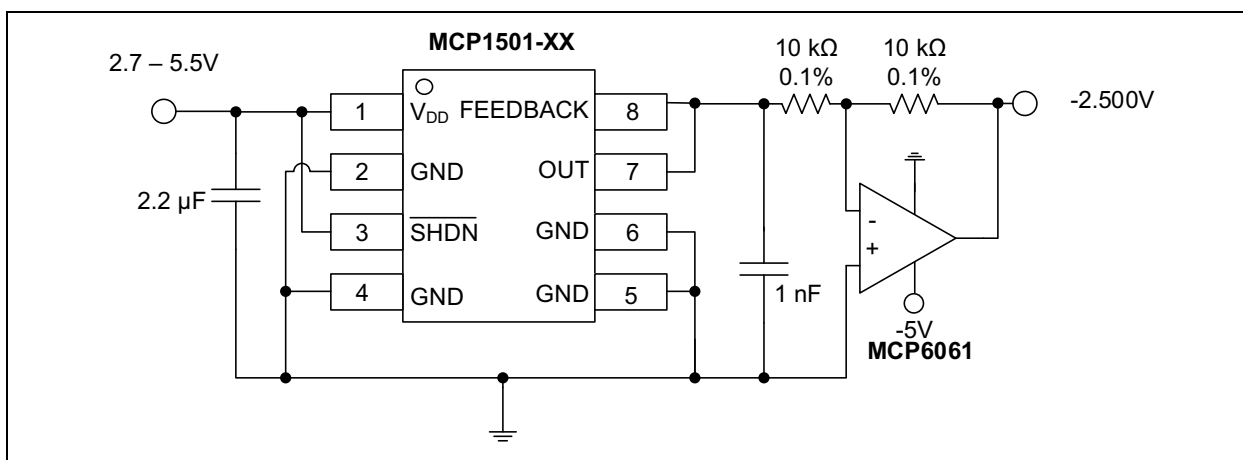 MCP1501-XX
2.7 – 5.5V
10 kΩ
0.1%
10 kΩ
0.1%
-2.500V
1
VDD
FEEDBACK
8
2
GND
OUT
7
2.2 µF
3
SHDN
GND
6
4
GND
GND
5
-
+
1 nF
-5V
MCP6061